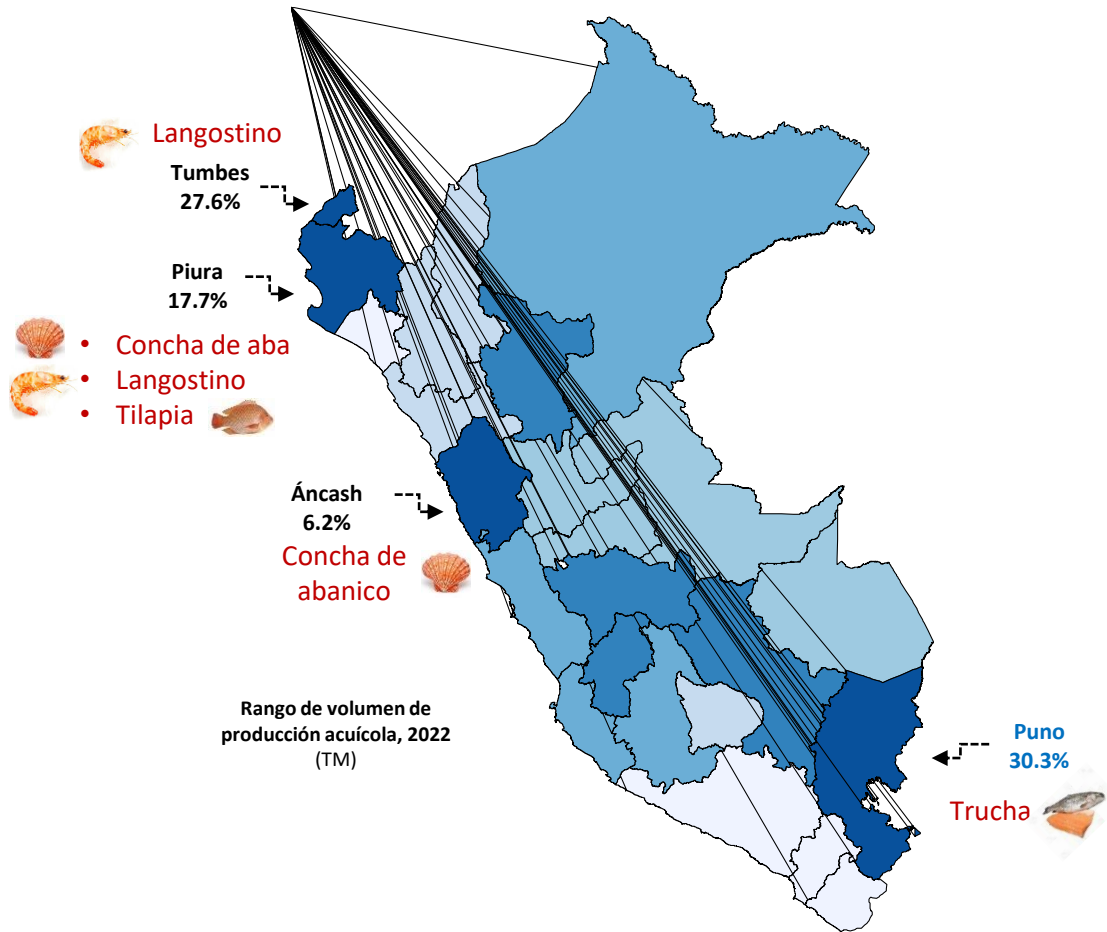 Langostino
Tumbes
27.6%
Piura
17.7%
• Concha de aba
• Langostino
• Tilapia
Áncash
6.2%
Concha de
abanico
Rango de volumen de
producción acuícola, 2022
(TM)
Puno
30.3%
Trucha